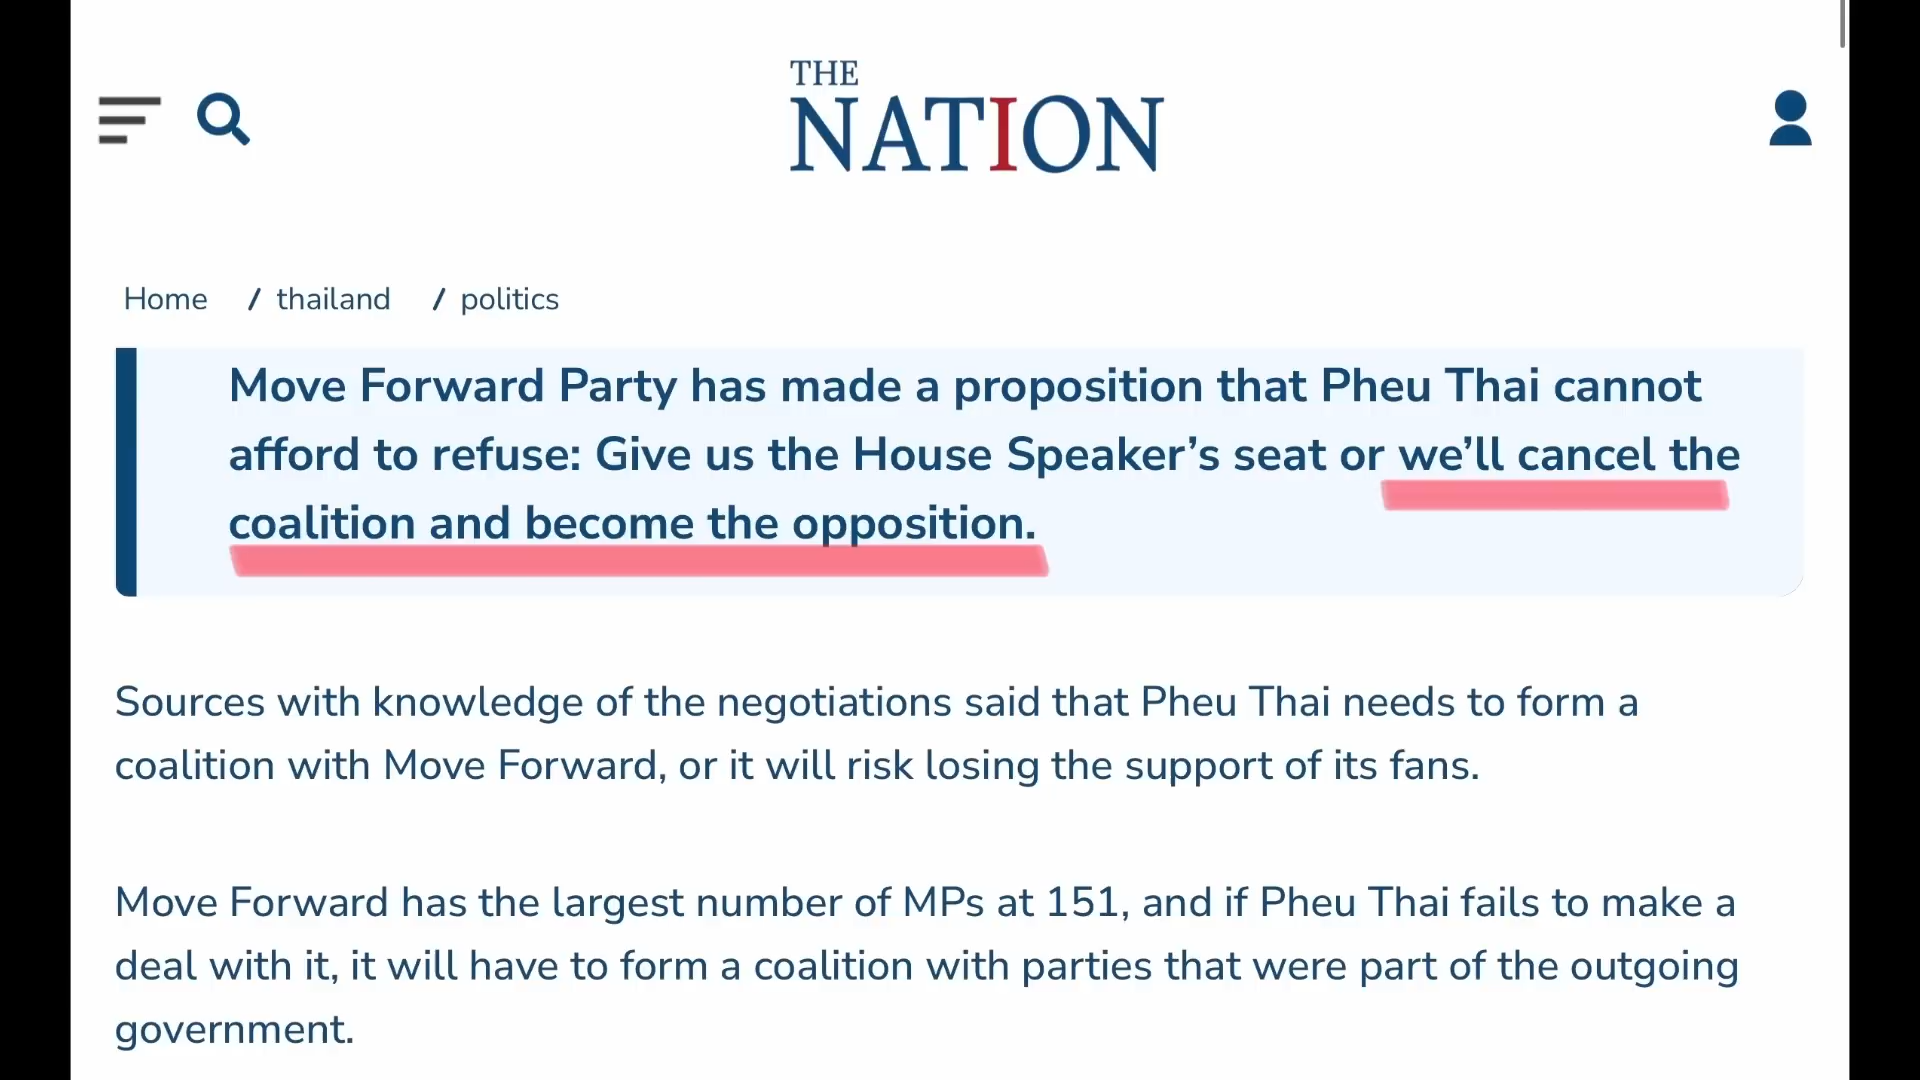 THE
NATION
Home / thailand / politics
Move Forward Party has made a proposition that Pheu Thai cannot
afford to refuse: Give us the House Speaker’s seat or we’ll cancel the
coalition and become the opposition.
Sources with knowledge of the negotiations said that Pheu Thai needs to form a
coalition with Move Forward, or it will risk losing the support of its fans.
Move Forward has the largest number of MPs at 151, and if Pheu Thai fails to make a
deal with it, it will have to form a coalition with parties that were part of the outgoing
government.